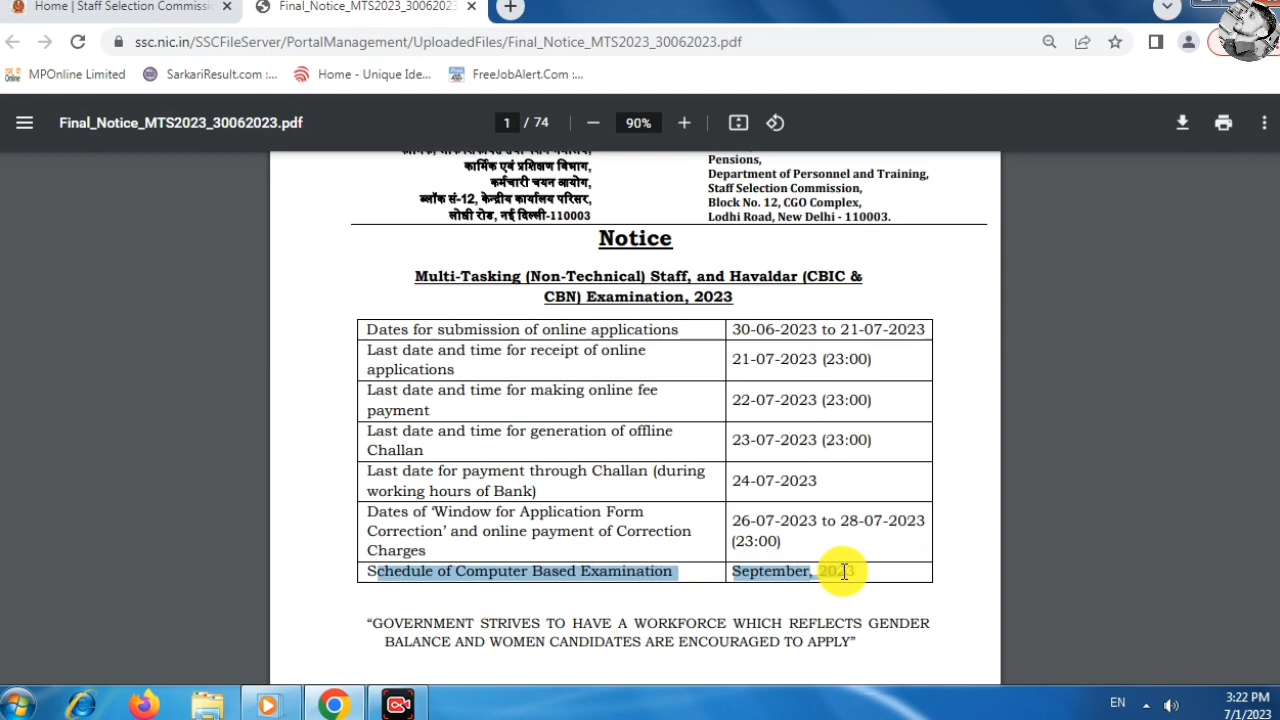 Home | Staff Selection Commissi
Final_Notice_MTS2023_30062023.
ssc.nic.in/SSCFileServer/PortalManagement/UploadedFiles/Final_Notice_MTS2023_30062023.pdf
MPOnline Limited
SarkariResult.com :...
Home - Unique Ide...
FreeJobAlert.Com :...
Final_Notice_MTS2023_30062023.pdf
1 / 74
90%
कार्मिक एवं प्रशिक्षण विभाग,
कर्मचारी चयन आयोग,
ब्लॉक सं-12, केन्द्रीय कार्यालय परिसर,
लोधी रोड, नई दिल्ली-110003
Pensions,
Department of Personnel and Training,
Staff Selection Commission,
Block No. 12, CGO Complex,
Lodhi Road, New Delhi - 110003.
Notice
Multi-Tasking (Non-Technical) Staff, and Havaldar (CBIC &
CBN) Examination, 2023
Dates for submission of online applications
30-06-2023 to 21-07-2023
Last date and time for receipt of online
applications
21-07-2023 (23:00)
Last date and time for making online fee
payment
22-07-2023 (23:00)
Last date and time for generation of offline
Challan
23-07-2023 (23:00)
Last date for payment through Challan (during
working hours of Bank)
24-07-2023
Dates of ‘Window for Application Form
Correction’ and online payment of Correction
Charges
26-07-2023 to 28-07-2023
(23:00)
Schedule of Computer Based Examination
September, 2023
“GOVERNMENT STRIVES TO HAVE A WORKFORCE WHICH REFLECTS GENDER
BALANCE AND WOMEN CANDIDATES ARE ENCOURAGED TO APPLY”
EN
3:22 PM
7/1/2023